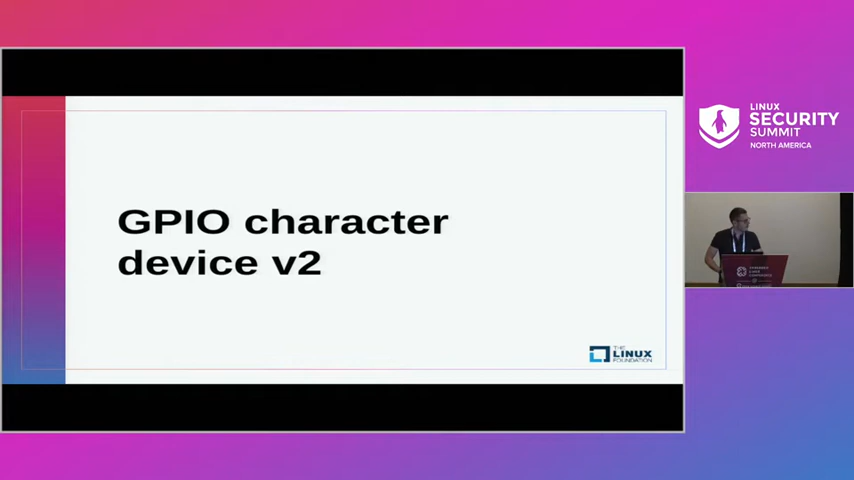 GPIO character
device v2
THE
LINUX
FOUNDATION
LINUX
SECURITY
SUMMIT
NORTH AMERICA